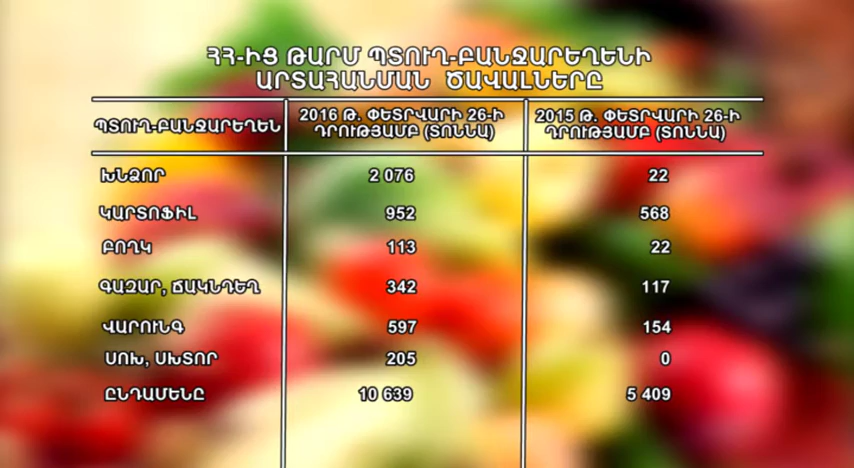 ՀՀ-ԻՑ ԹԱՐՄ ՊՏՈՒՂ-ԲԱՆՋԱՐԵՂԵՆԻ
ԱՐՏԱՀԱՆՄԱՆ ԾԱՎԱԼՆԵՐԸ
ՊՏՈՒՂ-ԲԱՆՋԱՐԵՂԵՆ
2016 Թ. ՓԵՏՐՎԱՐԻ 26-Ի
ԴՐՈՒԹՅԱՄԲ (ՏՈՆՆԱ)
2015 Թ. ՓԵՏՐՎԱՐԻ 26-Ի
ԴՐՈՒԹՅԱՄԲ (ՏՈՆՆԱ)
ԽՆՁՈՐ 2 076 22
ԿԱՐՏՈՖԻԼ 952 568
ԲՈՂԿ 113 22
ԳԱԶԱՐ, ՃԱԿՆԴԵՂ 342 117
ՎԱՐՈՒՆԳ 597 154
ՍՈԽ, ՍԽՏՈՐ 205 0
ԸՆԴԱՄԵՆԸ 10 639 5 409